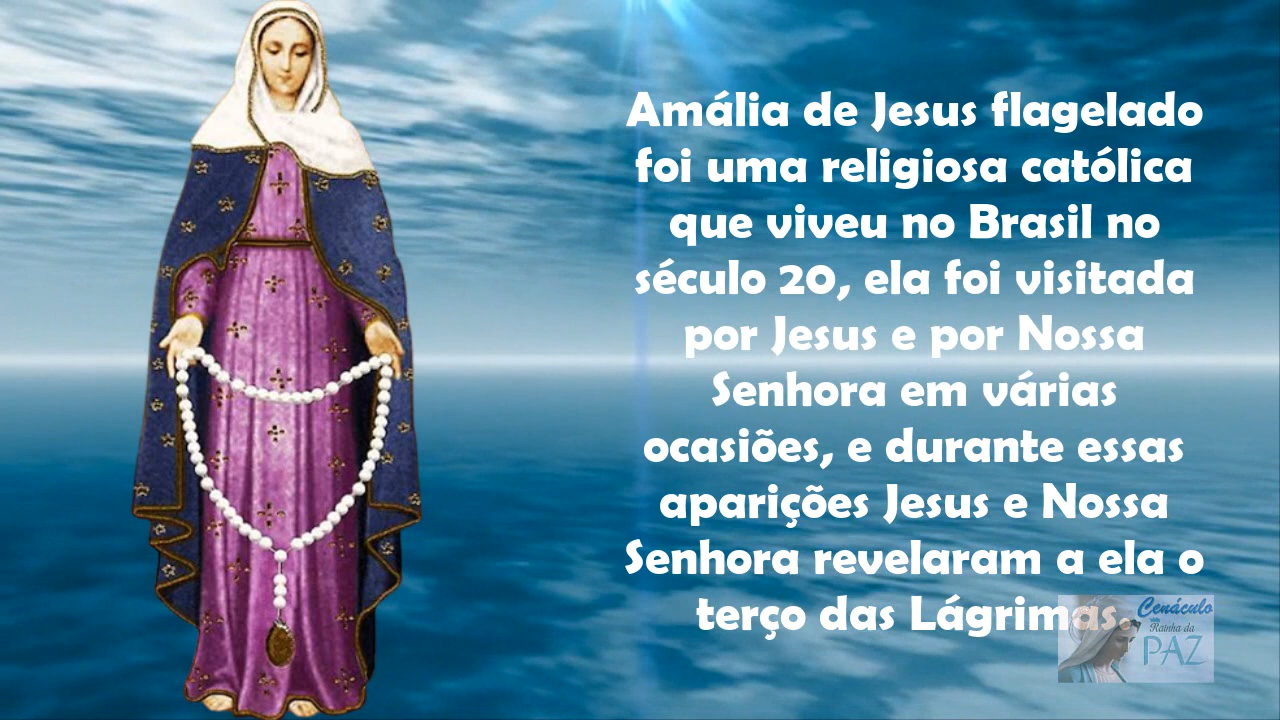 Amália de Jesus flagelado
foi uma religiosa católica
que viveu no Brasil no
século 20, ela foi visitada
por Jesus e por Nossa
Senhora em várias
ocasiões, e durante essas
aparições Jesus e Nossa
Senhora revelaram a ela o
terço das Lágrimas.
Cenáculo
Rainha da
PAZ